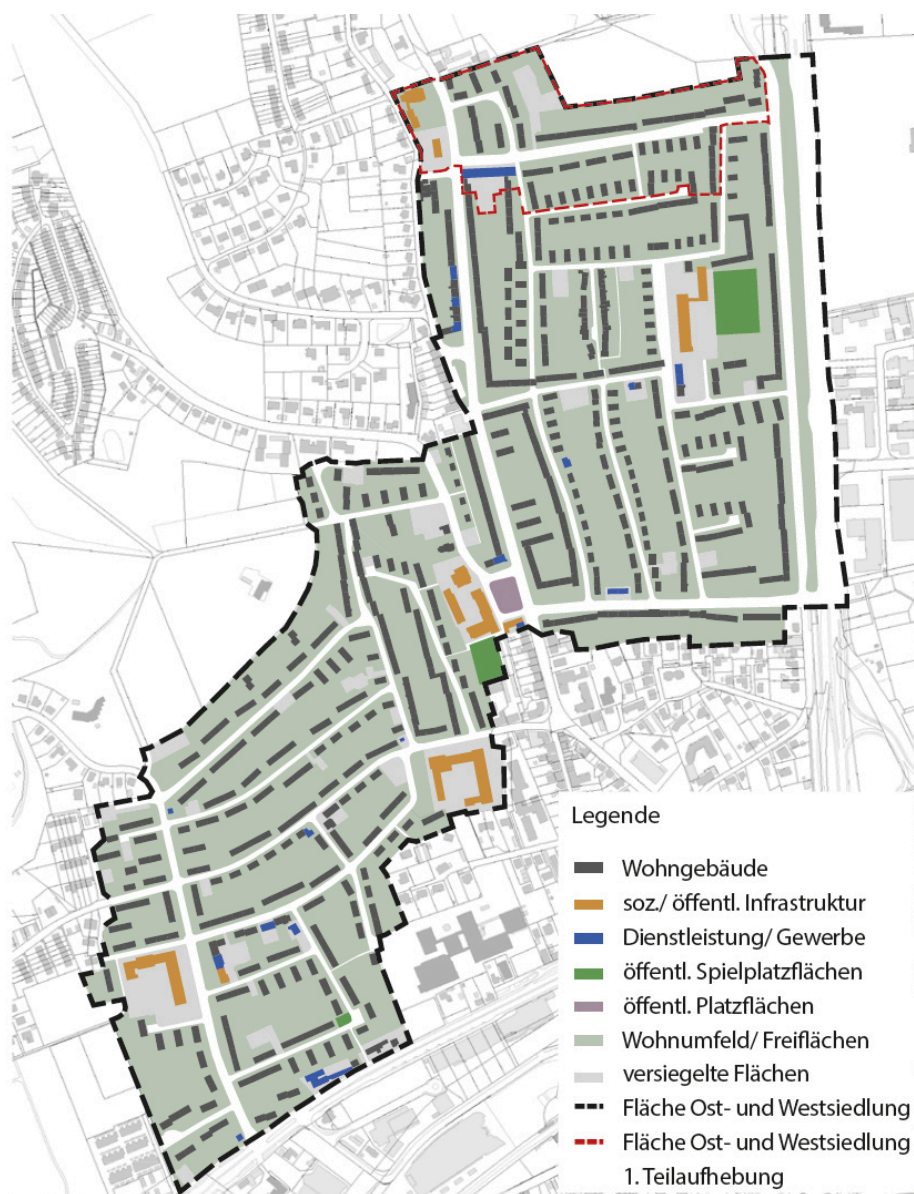 Legende
Wohngebäude
soz./ öffentl. Infrastruktur
Dienstleistung/ Gewerbe
öffentl. Spielplatzflächen
öffentl. Platzflächen
Wohnumfeld/ Freiflächen
versiegelte Flächen
Fläche Ost- und Westsiedlung
Fläche Ost- und Westsiedlung
1. Teilaufhebung